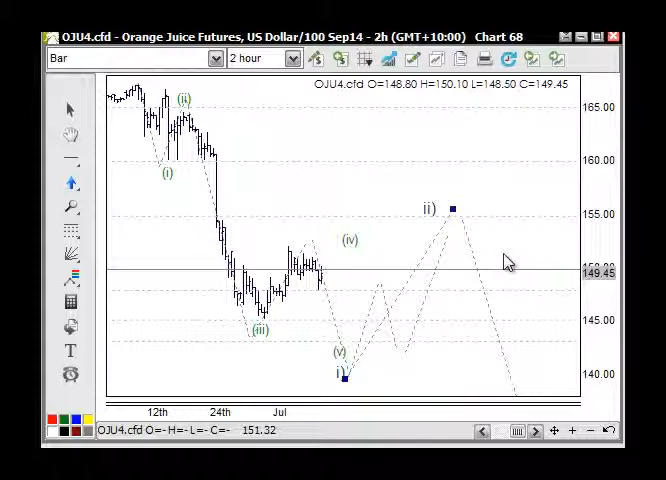 OJU4.cfd - Orange Juice Futures, US Dollar/100 Sep14 - 2h (GMT+10:00) Chart 68
Bar 2 hour
OJU4.cfd O=148.80 H=150.10 L=148.50 C=149.45
165.00
(ii)
(i)
160.00
155.00
ii)
(iv)
149.45
145.00
(iii)
(v)
i)
140.00
12th 24th Jul
OJU4.cfd O=- H=- L=- C=- 151.32